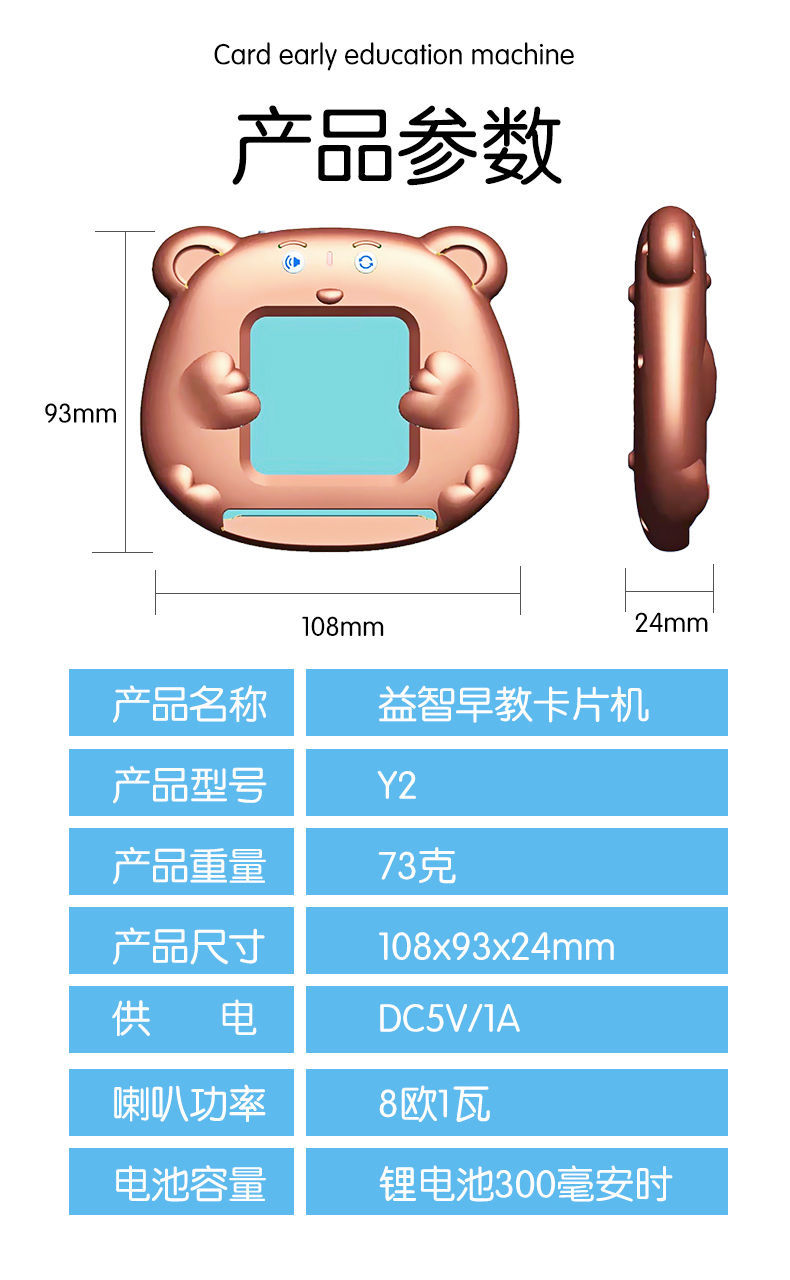 Card early education machine
产品参数
93mm
108mm
24mm
产品名称 益智早教卡片机
产品型号 Y2
产品重量 73克
产品尺寸 108x93x24mm
供 电 DC5V/1A
喇叭功率 8欧1瓦
电池容量 锂电池300毫安时